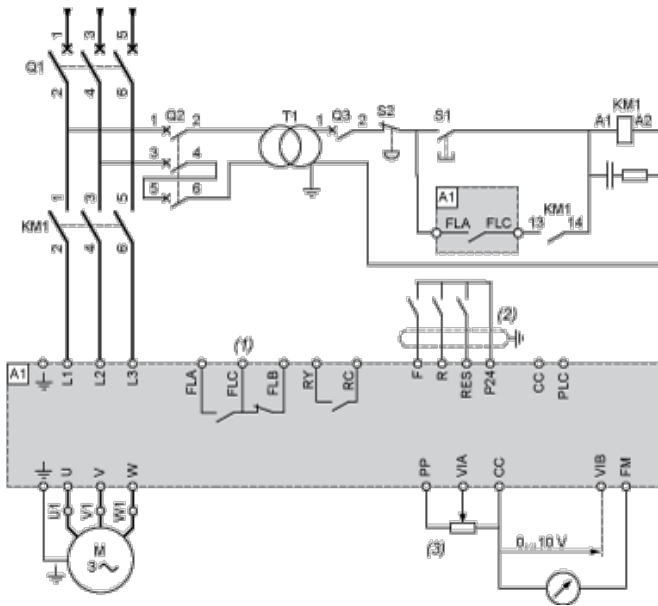 1 3 5
Q1
2 4 6
1 Q2 2 T1 1 Q3 2 S2 S1 A1 KM1 A2
3 4
5 6
A1
FLA FLC 13 KM1 14
1 3 5
KM1
2 4 6
(1) (2)
A1 L1 L2 L3 FLA FLC FLB RY RC F R RES P24 CC PLC
U V W PP VIA CC VIB FM
U1 V1 W1
M
3
(3)
0 10 V